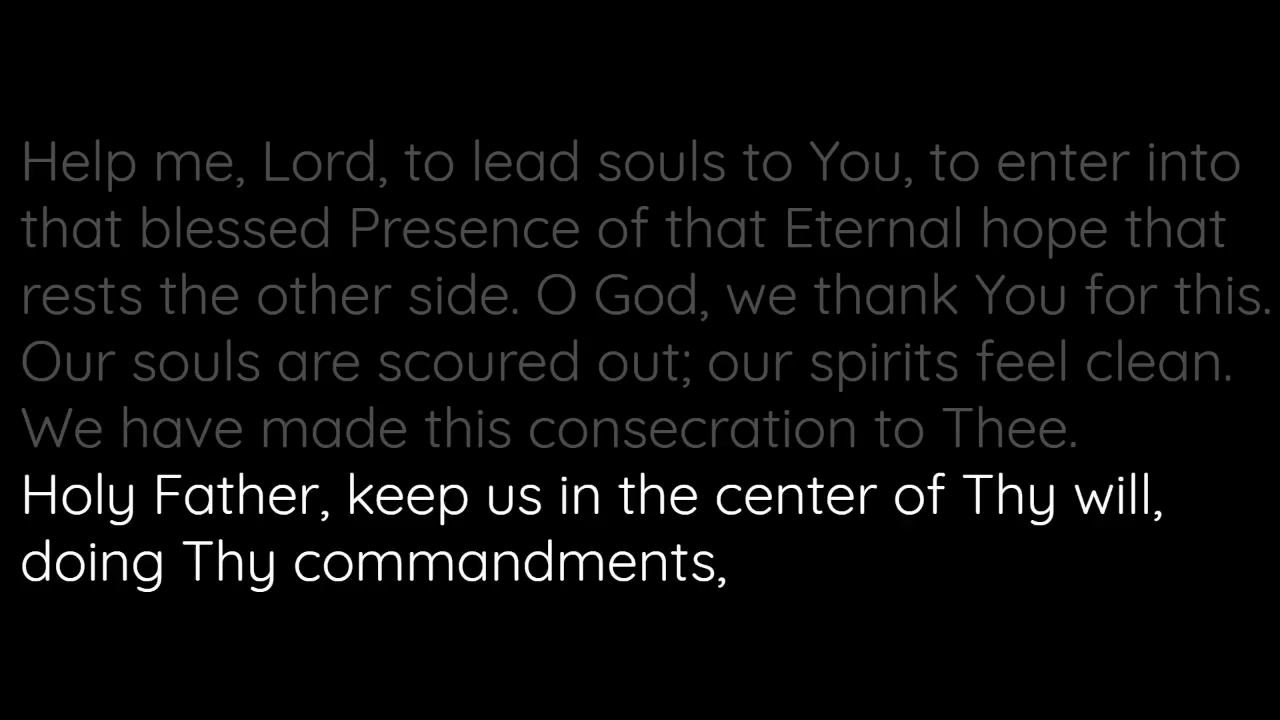 Help me, Lord, to lead souls to You, to enter into
that blessed Presence of that Eternal hope that
rests the other side. O God, we thank You for this.
Our souls are scoured out; our spirits feel clean.
We have made this consecration to Thee.
Holy Father, keep us in the center of Thy will,
doing Thy commandments,